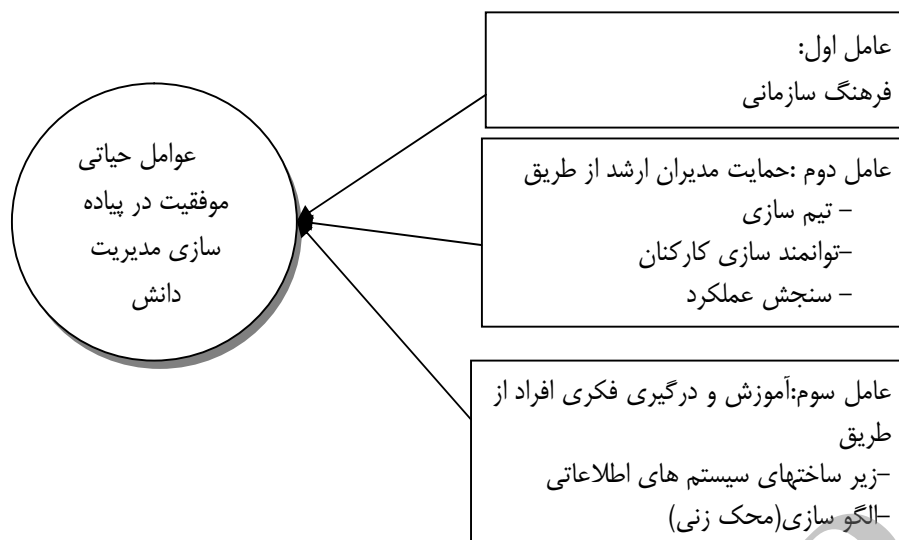 عامل اول:
فرهنگ سازمانی
عامل دوم :حمایت مدیران ارشد از طریق
- تیم سازی
-توانمند سازی کارکنان
- سنجش عملکرد
عامل سوم:آموزش و درگیری فکری افراد از
طریق
-زیر ساختهای سیستم های اطلاعاتی
-الگو سازی(محک زنی)
عوامل حیاتی
موفقیت در پیاده
سازی مدیریت
دانش